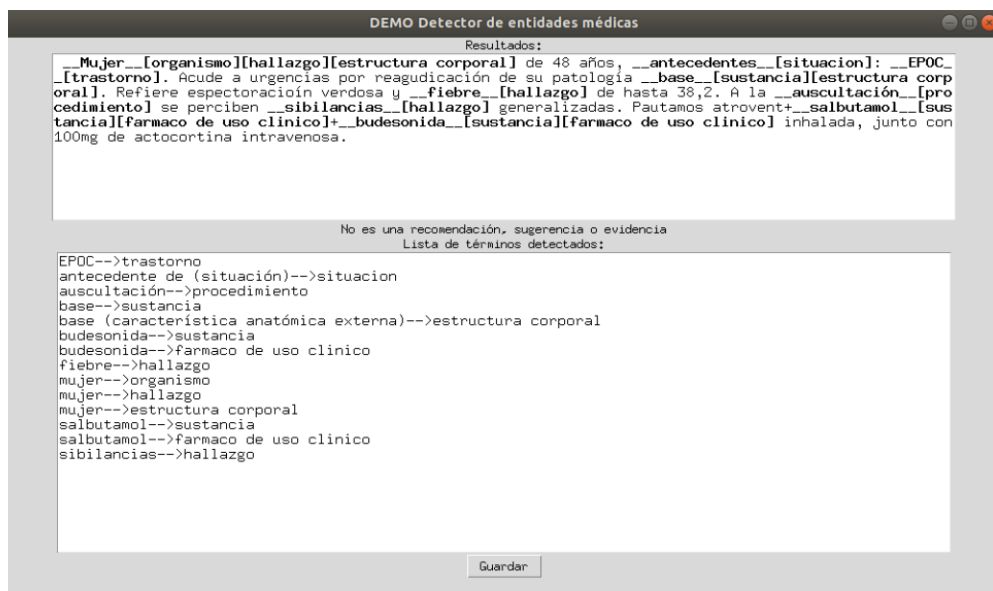 DEMO Detector de entidades médicas
Resultados:
__Mujer__[organismo][hallazgo][estructura corporal] de 48 años, __antecedentes__[situacion]: __EPOC_
_[trastorno]. Acude a urgencias por reagudicación de su patología __base__[sustancia][estructura corp
oral]. Refiere espectoracioín verdosa y __fiebre__[hallazgo] de hasta 38,2. A la __auscultación__[pro
cedimiento] se perciben __sibilancias__[hallazgo] generalizadas. Pautamos atrovent+__salbutamol__[sus
tancia][farmaco de uso clinico]+__budesonida__[sustancia][farmaco de uso clinico] inhalada, junto con
100mg de actocortina intravenosa.
No es una recomendación, sugerencia o evidencia
Lista de términos detectados:
EPOC-->trastorno
antecedente de (situación)-->situacion
auscultación-->procedimiento
base-->sustancia
base (característica anatómica externa)-->estructura corporal
budesonida-->sustancia
budesonida-->farmaco de uso clinico
fiebre-->hallazgo
mujer-->organismo
mujer-->hallazgo
mujer-->estructura corporal
salbutamol-->sustancia
salbutamol-->farmaco de uso clinico
sibilancias-->hallazgo
Guardar